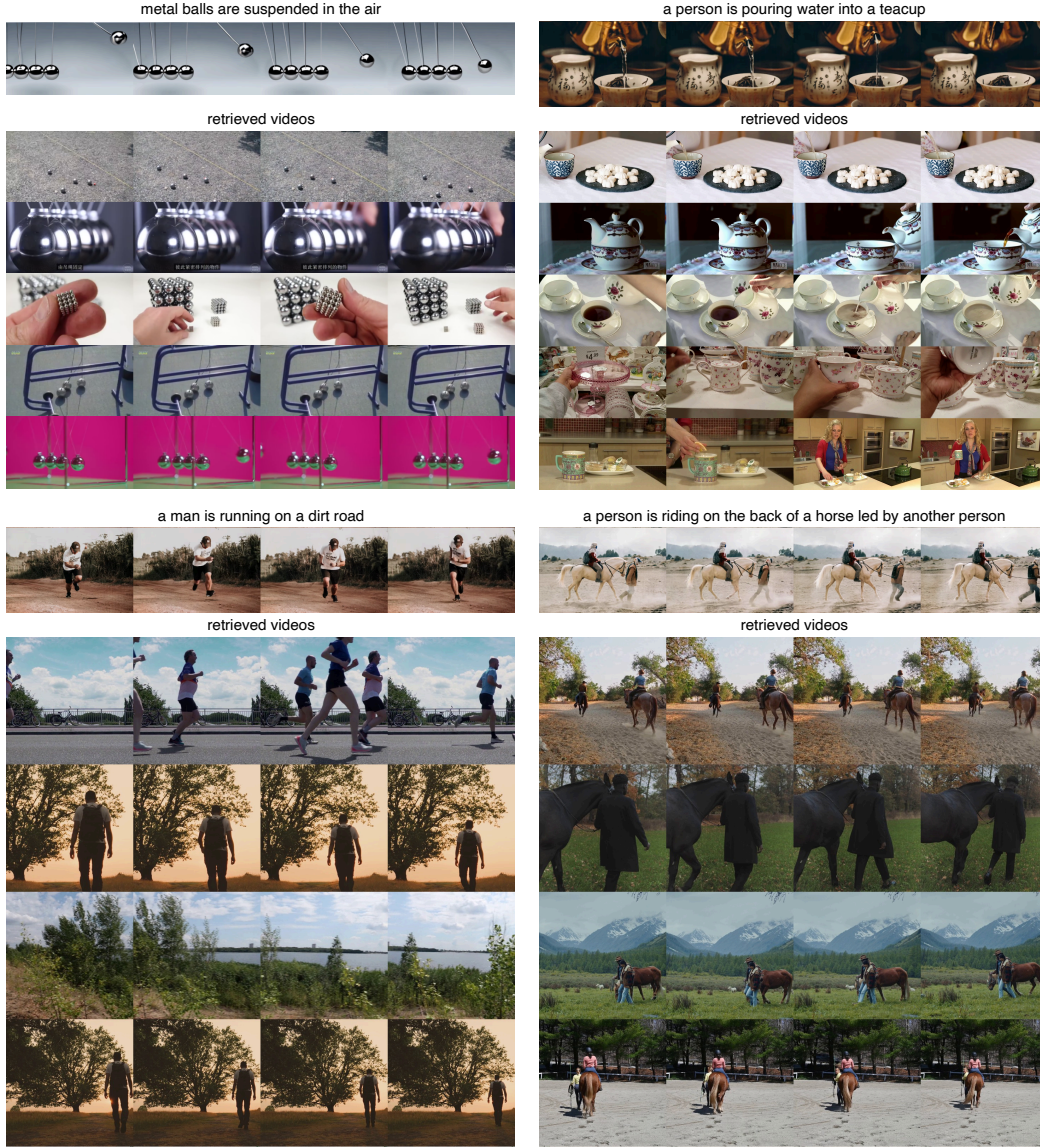 metal balls are suspended in the air
retrieved videos
a person is pouring water into a teacup
retrieved videos
a man is running on a dirt road
retrieved videos
a person is riding on the back of a horse led by another person
retrieved videos